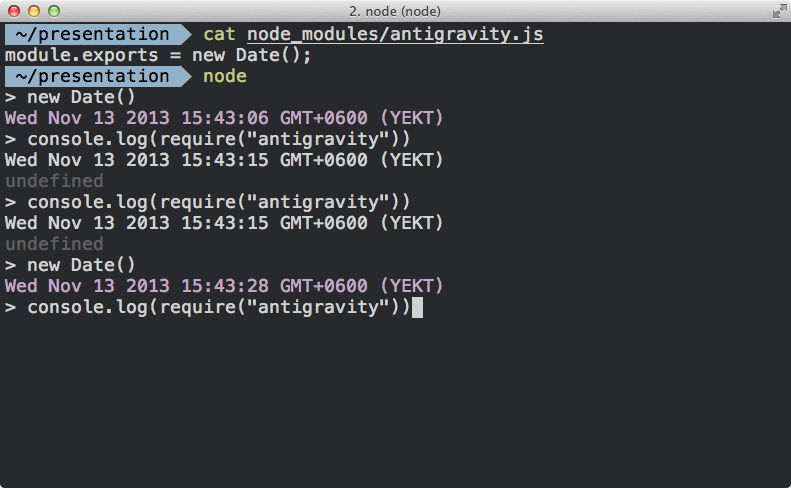 2. node (node)
~/presentation cat node_modules/antigravity.js
module.exports = new Date();
~/presentation node
> new Date()
Wed Nov 13 2013 15:43:06 GMT+0600 (YEKT)
> console.log(require("antigravity"))
Wed Nov 13 2013 15:43:15 GMT+0600 (YEKT)
undefined
> console.log(require("antigravity"))
Wed Nov 13 2013 15:43:15 GMT+0600 (YEKT)
undefined
> new Date()
Wed Nov 13 2013 15:43:28 GMT+0600 (YEKT)
> console.log(require("antigravity"))